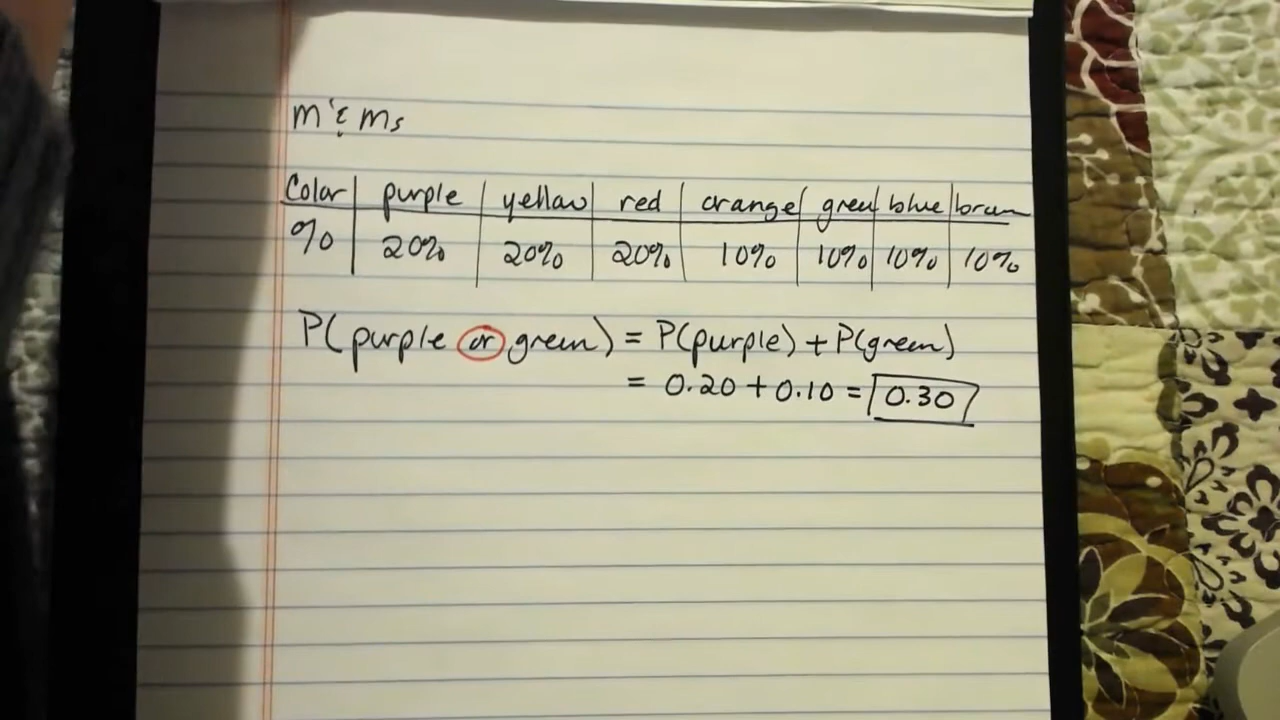 m'&ms
Color purple yellow red orange green blue brown
% 20% 20% 20% 10% 10% 10% 10%
P(purple or green) = P(purple) + P(green)
= 0.20 + 0.10 = 0.30